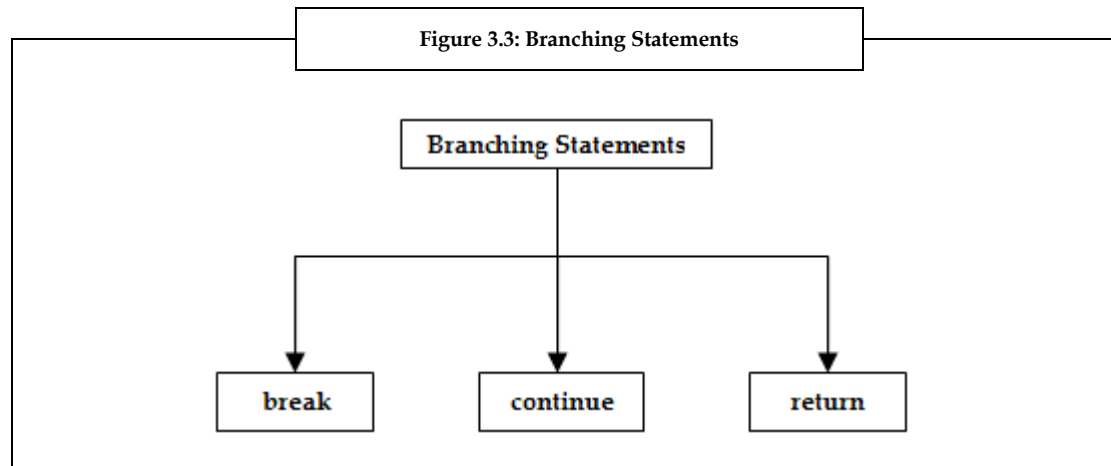 Figure 3.3: Branching Statements
Branching Statements
break
continue
return